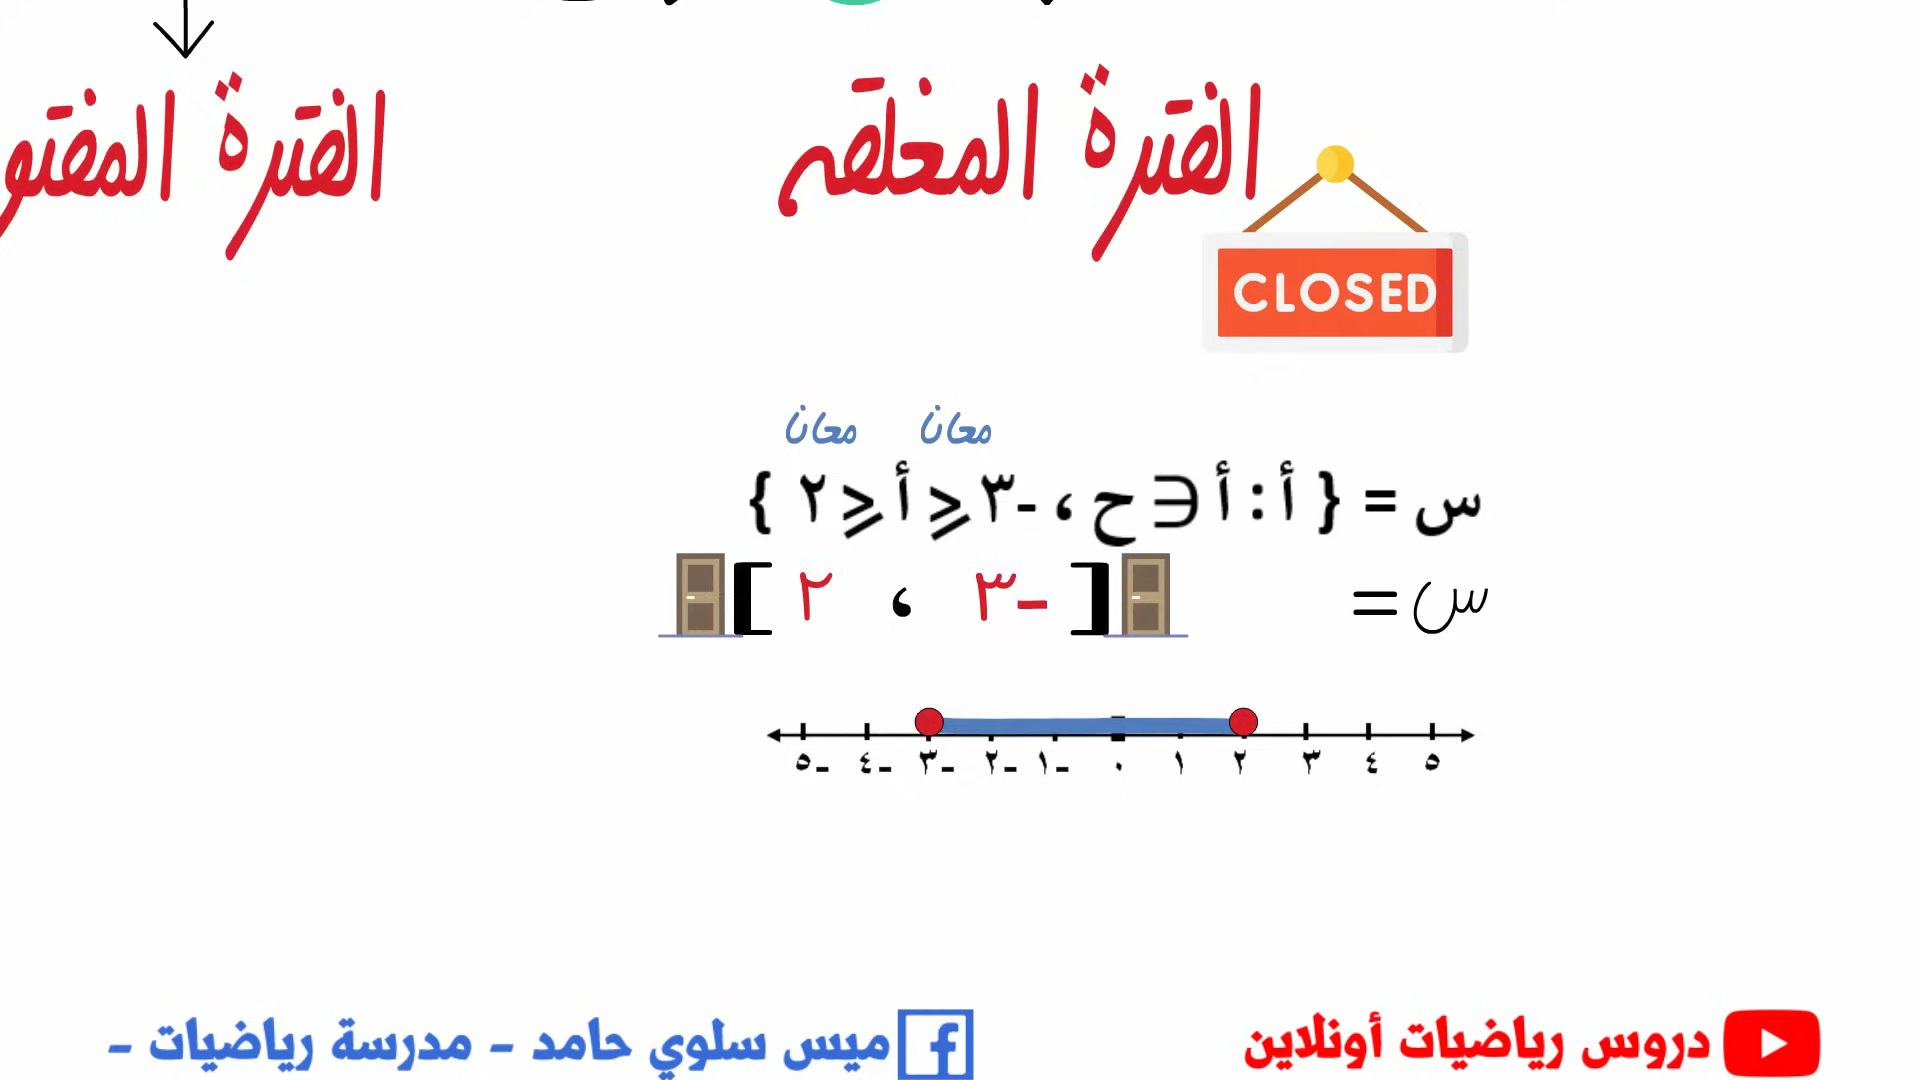 الفترة المغلقه
الفترة
CLOSED
معانا معانا
س = { أ : أ ∋ ح ، -٣ ⩽ أ ⩽ ٢ }
س = [ -٣ ، ٢ ]
-٥ -٤ -٣ -٢ -١ ٠ ١ ٢ ٣ ٤ ٥
دروس رياضيات أونلاين
ميس سلوي حامد - مدرسة رياضيات -